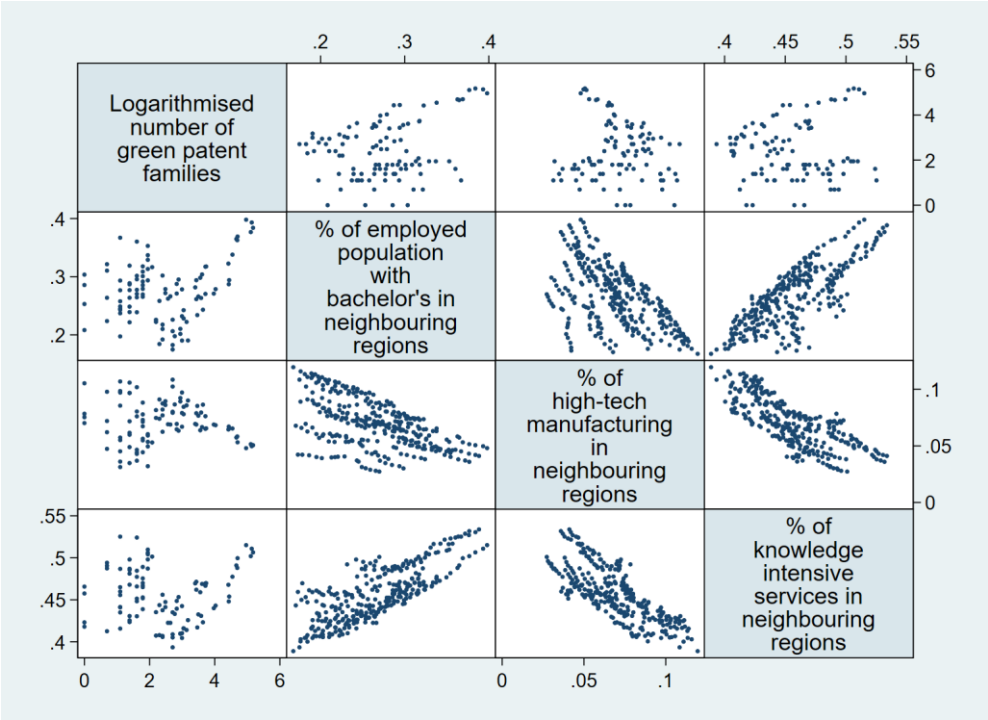 .2 .3 .4 .4 .45 .5 .55
Logarithmised
number of
green patent
families
6
4
2
0
.4
.3
.2
% of employed
population
with
bachelor's in
neighbouring
regions
% of
high-tech
manufacturing
in
neighbouring
regions
.1
.05
0
.55
.5
.45
.4
% of
knowledge
intensive
services in
neighbouring
regions
0 2 4 6 0 .05 .1